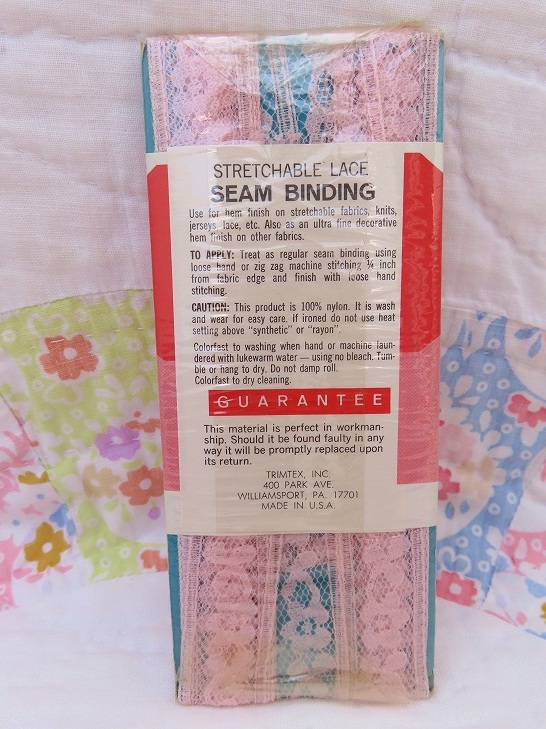 STRETCHABLE LACE
SEAM BINDING
Use for hem finish on stretchable fabrics, knits,
jerseys, lace, etc. Also as an ultra fine decorative
hem finish on other fabrics.
TO APPLY: Treat as regular seam binding using
loose hand or zig zag machine stitching ¼ inch
from fabric edge and finish with loose hand
stitching.
CAUTION: This product is 100% nylon. It is wash
and wear for easy care. If ironed do not use heat
setting above “synthetic” or “rayon”.
Colorfast to washing when hand or machine laun-
dered with lukewarm water — using no bleach. Tum-
ble or hang to dry. Do not damp roll.
Colorfast to dry cleaning.
GUARANTEE
This material is perfect in workman-
ship. Should it be found faulty in any
way it will be promptly replaced upon
its return.
TRIMTEX, INC.
400 PARK AVE.
WILLIAMSPORT, PA. 17701
MADE IN U.S.A.